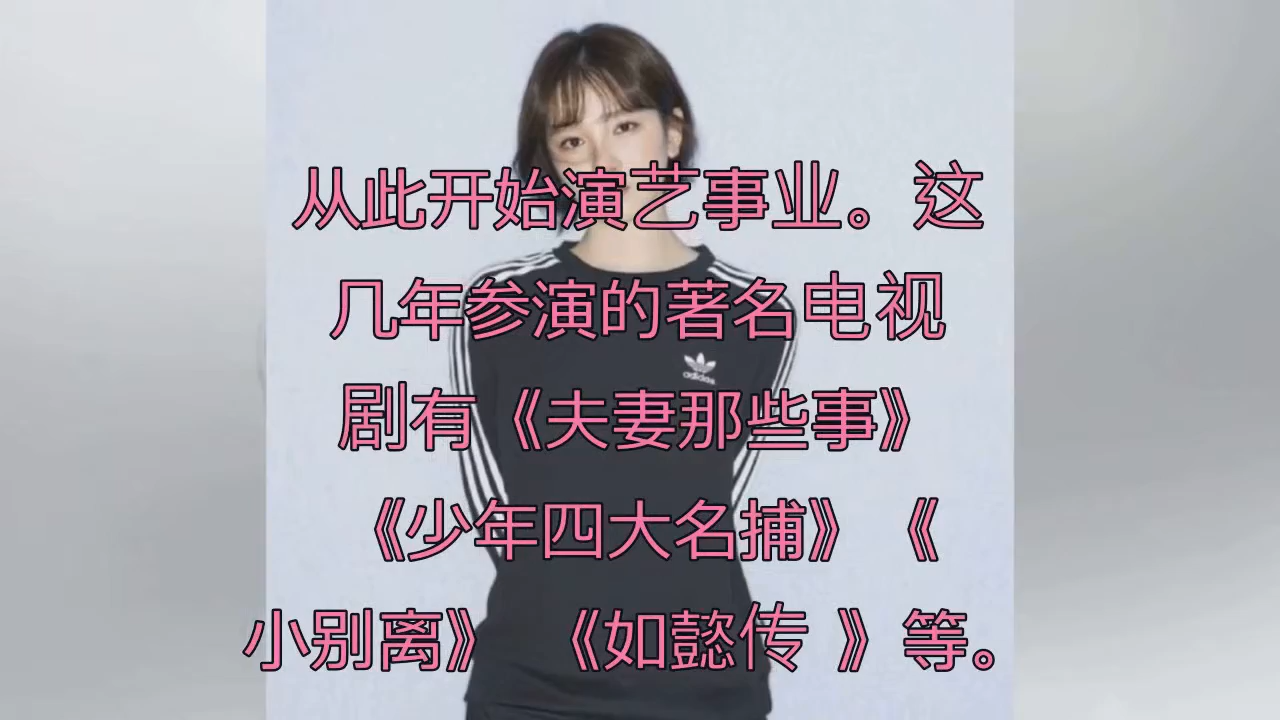 从此开始演艺事业。这
几年参演的著名电视
剧有《夫妻那些事》
《少年四大名捕》《
小别离》 《如懿传 》等。
adidas